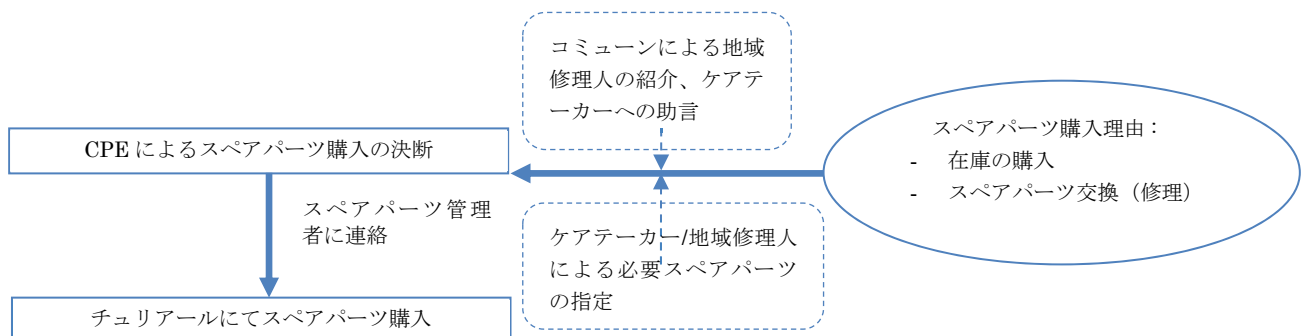 コミューンによる地域
修理人の紹介、ケアテ
ーカーへの助言
CPE によるスペアパーツ購入の決断
スペアパーツ購入理由：
- 在庫の購入
- スペアパーツ交換（修理）
スペアパーツ管理
者に連絡
ケアテーカー/地域修理人
による必要スペアパーツ
の指定
チュリアールにてスペアパーツ購入